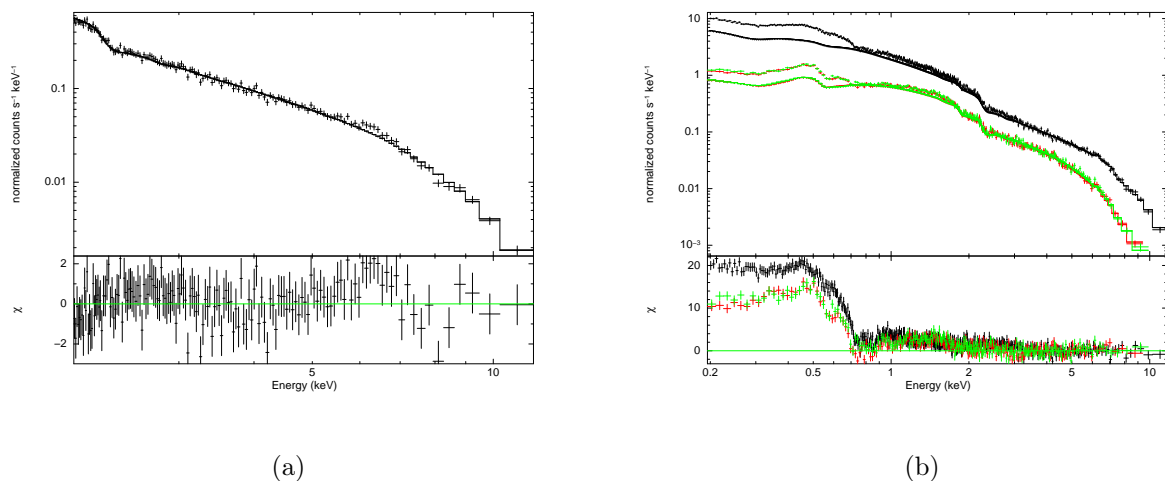 0.1
0.01
normalized counts s⁻¹ keV⁻¹
2
0
−2
χ
5
10
Energy (keV)
(a)
10
1
0.1
0.01
10⁻³
normalized counts s⁻¹ keV⁻¹
20
10
0
χ
0.2
0.5
1
2
5
10
Energy (keV)
(b)